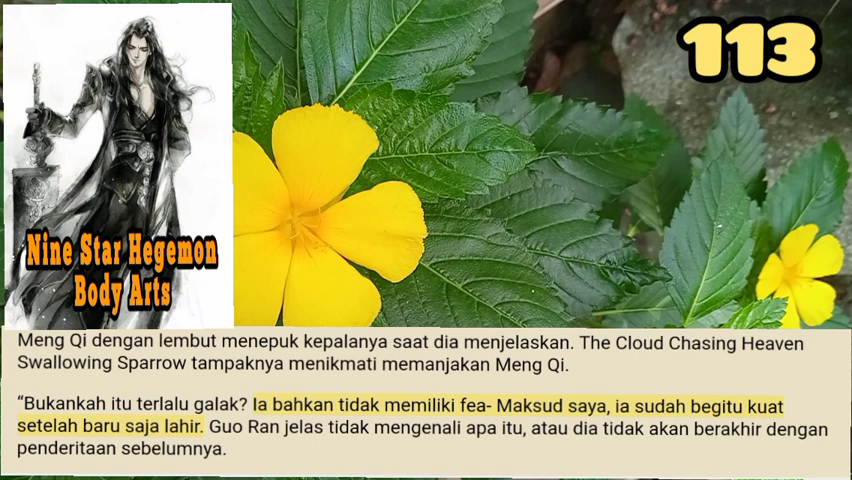 113
Nine Star Hegemon
Body Arts
Meng Qi dengan lembut menepuk kepalanya saat dia menjelaskan. The Cloud Chasing Heaven
Swallowing Sparrow tampaknya menikmati memanjakan Meng Qi.
“Bukankah itu terlalu galak? Ia bahkan tidak memiliki fea- Maksud saya, ia sudah begitu kuat
setelah baru saja lahir. Guo Ran jelas tidak mengenali apa itu, atau dia tidak akan berakhir dengan
penderitaan sebelumnya.